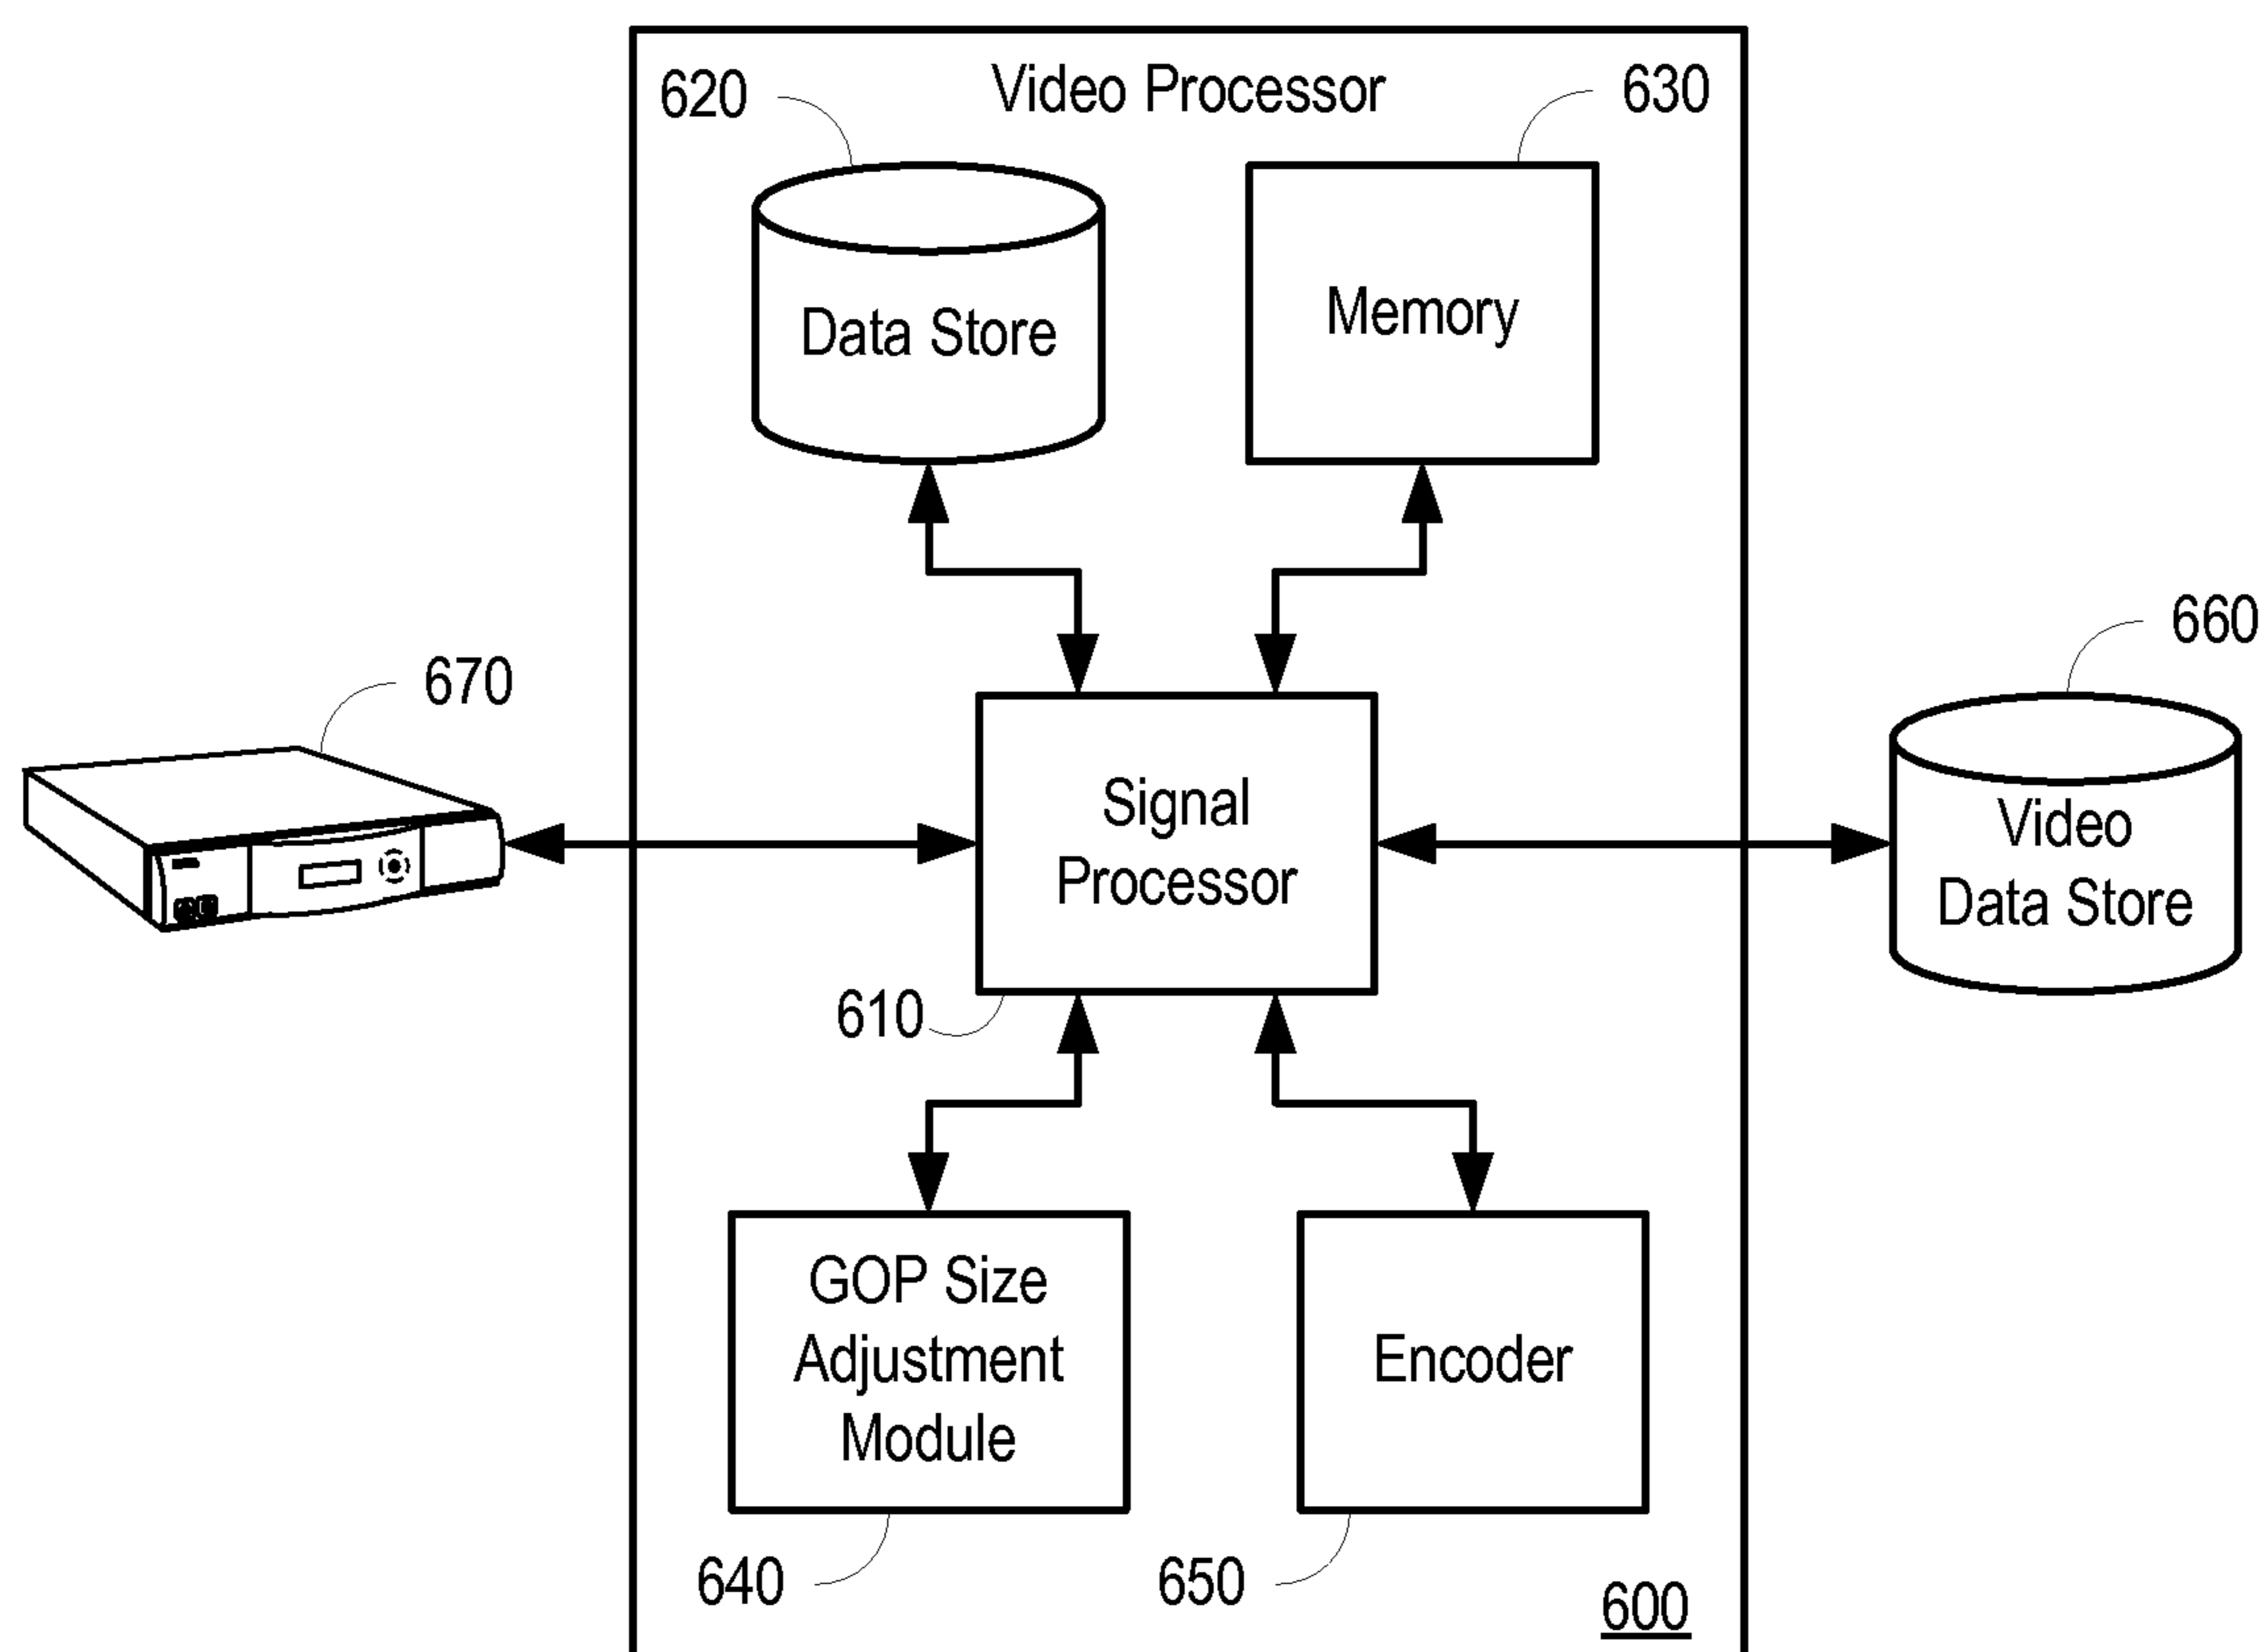 Video Processor
620
630
Data Store
Memory
660
670
Signal
Processor
Video
Data Store
610
GOP Size
Adjustment
Module
Encoder
640
650
600